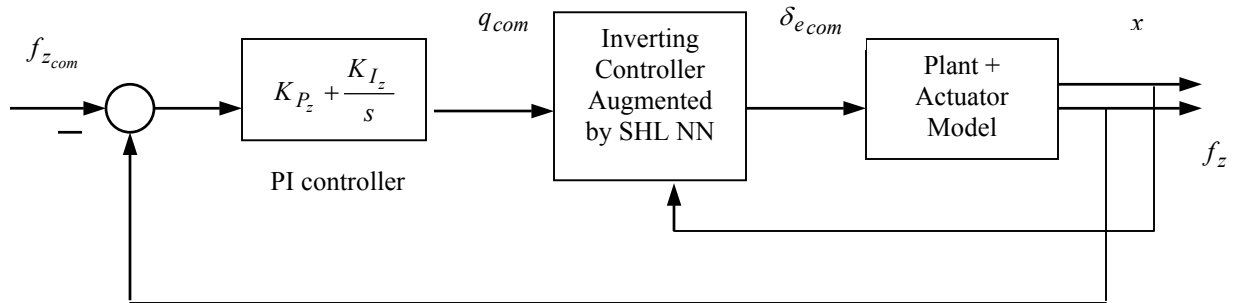 f_{z_{com}}
−
K_{P_z} + \frac{K_{I_z}}{s}
PI controller
q_{com}
Inverting
Controller
Augmented
by SHL NN
δ_{e_{com}}
Plant +
Actuator
Model
x
f_z